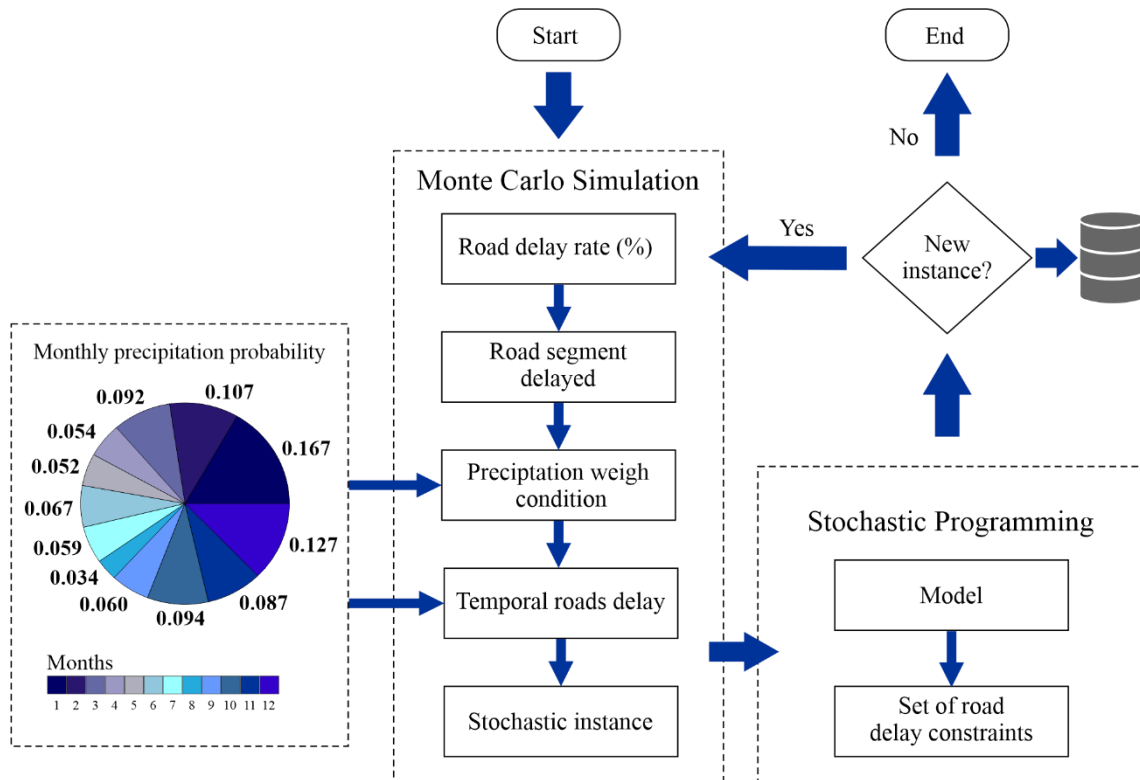 Start
End
No
Monte Carlo Simulation
Yes
Road delay rate (%)
New
instance?
Road segment
delayed
Monthly precipitation probability
0.107
0.092
0.167
0.054
0.052
0.067
0.127
0.059
0.034
0.060
0.094
0.087
Months
1 2 3 4 5 6 7 8 9 10 11 12
Preciptation weigh
condition
Temporal roads delay
Stochastic instance
Stochastic Programming
Model
Set of road
delay constraints